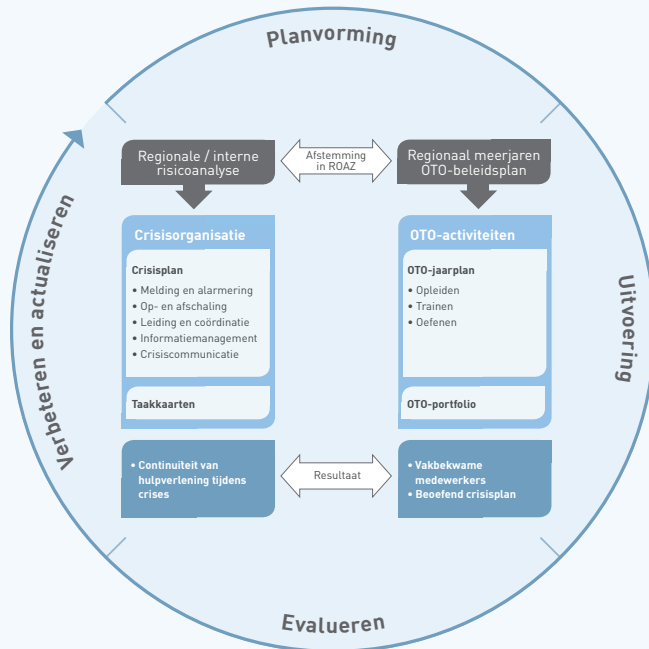 Planvorming
Regionale / interne
risicoanalyse
Afstemming
in ROAZ
Regionaal meerjaren
OTO-beleidsplan
Crisisorganisatie
Crisisplan
• Melding en alarmering
• Op- en afschaling
• Leiding en coördinatie
• Informatiemanagement
• Crisiscommunicatie
Taakkaarten
OTO-activiteiten
OTO-jaarplan
• Opleiden
• Trainen
• Oefenen
OTO-portfolio
• Continuïteit van
hulpverlening tijdens
crises
Resultaat
• Vakbekwame
medewerkers
• Beoefend crisisplan
Uitvoering
Evalueren
Verbeteren en actualiseren